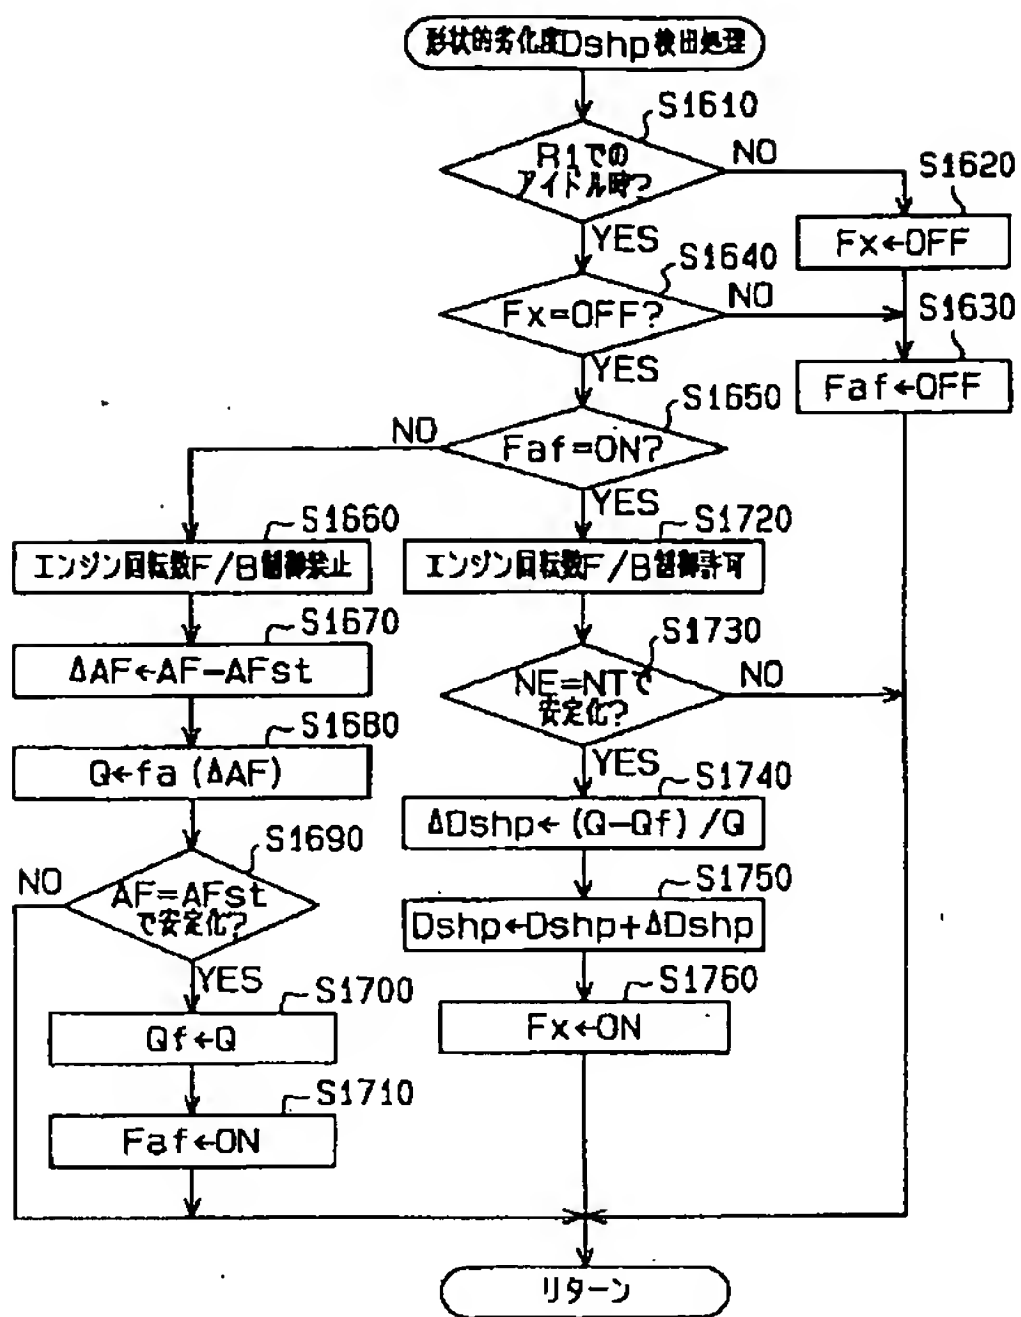 形状的劣化度Dshp検出処理
S1610
R1での
アイドル時?
NO
S1620
Fx←OFF
YES
S1640
Fx=OFF?
NO
S1630
Faf←OFF
YES
S1650
Faf=ON?
NO
YES
S1660
エンジン回転数F/B制御禁止
S1720
エンジン回転数F/B制御許可
S1670
ΔAF←AF-AFst
S1730
NE=NTで
安定化?
NO
S1680
Q←fa(ΔAF)
YES
S1740
ΔDshp←(Q-Qf)/Q
S1690
AF=AFst
で安定化?
NO
S1750
Dshp←Dshp+ΔDshp
YES
S1700
Qf←Q
S1760
Fx←ON
S1710
Faf←ON
リターン